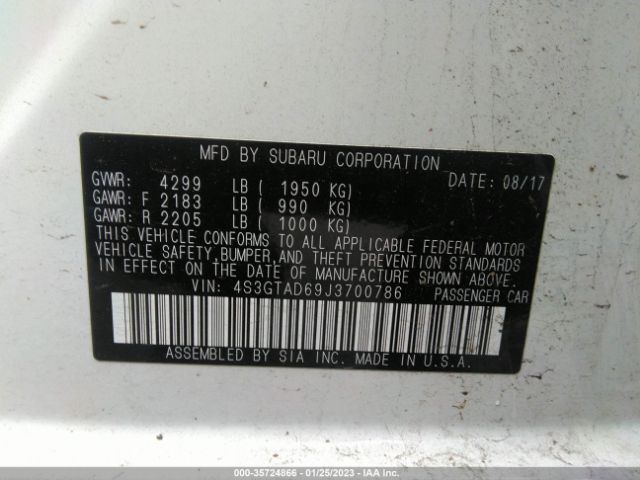 MFD BY SUBARU CORPORATION
GVWR: 4299 LB ( 1950 KG) DATE: 08/17
GAWR: F 2183 LB ( 990 KG)
GAWR: R 2205 LB ( 1000 KG)
THIS VEHICLE CONFORMS TO ALL APPLICABLE FEDERAL MOTOR
VEHICLE SAFETY, BUMPER,AND THEFT PREVENTION STANDARDS
IN EFFECT ON THE DATE OF MANUFACTURE SHOWN ABOVE.
VIN: 4S3GTAD69J3700786 PASSENGER CAR
ASSEMBLED BY SIA INC. MADE IN U.S.A.
000-35724866 - 01/25/2023 - IAA Inc.